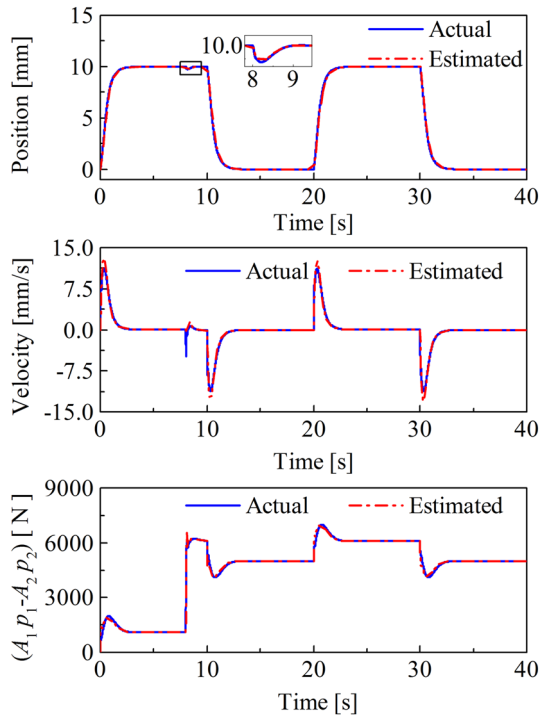 15
10
5
0
Position [mm]
10.0
8 9
Actual
Estimated
0 10 20 30 40
Time [s]
15.0
7.5
0.0
-7.5
-15.0
Velocity [mm/s]
Actual Estimated
0 10 20 30 40
Time [s]
9000
6000
3000
0
(A₁p₁-A₂p₂) [ N ]
Actual Estimated
0 10 20 30 40
Time [s]